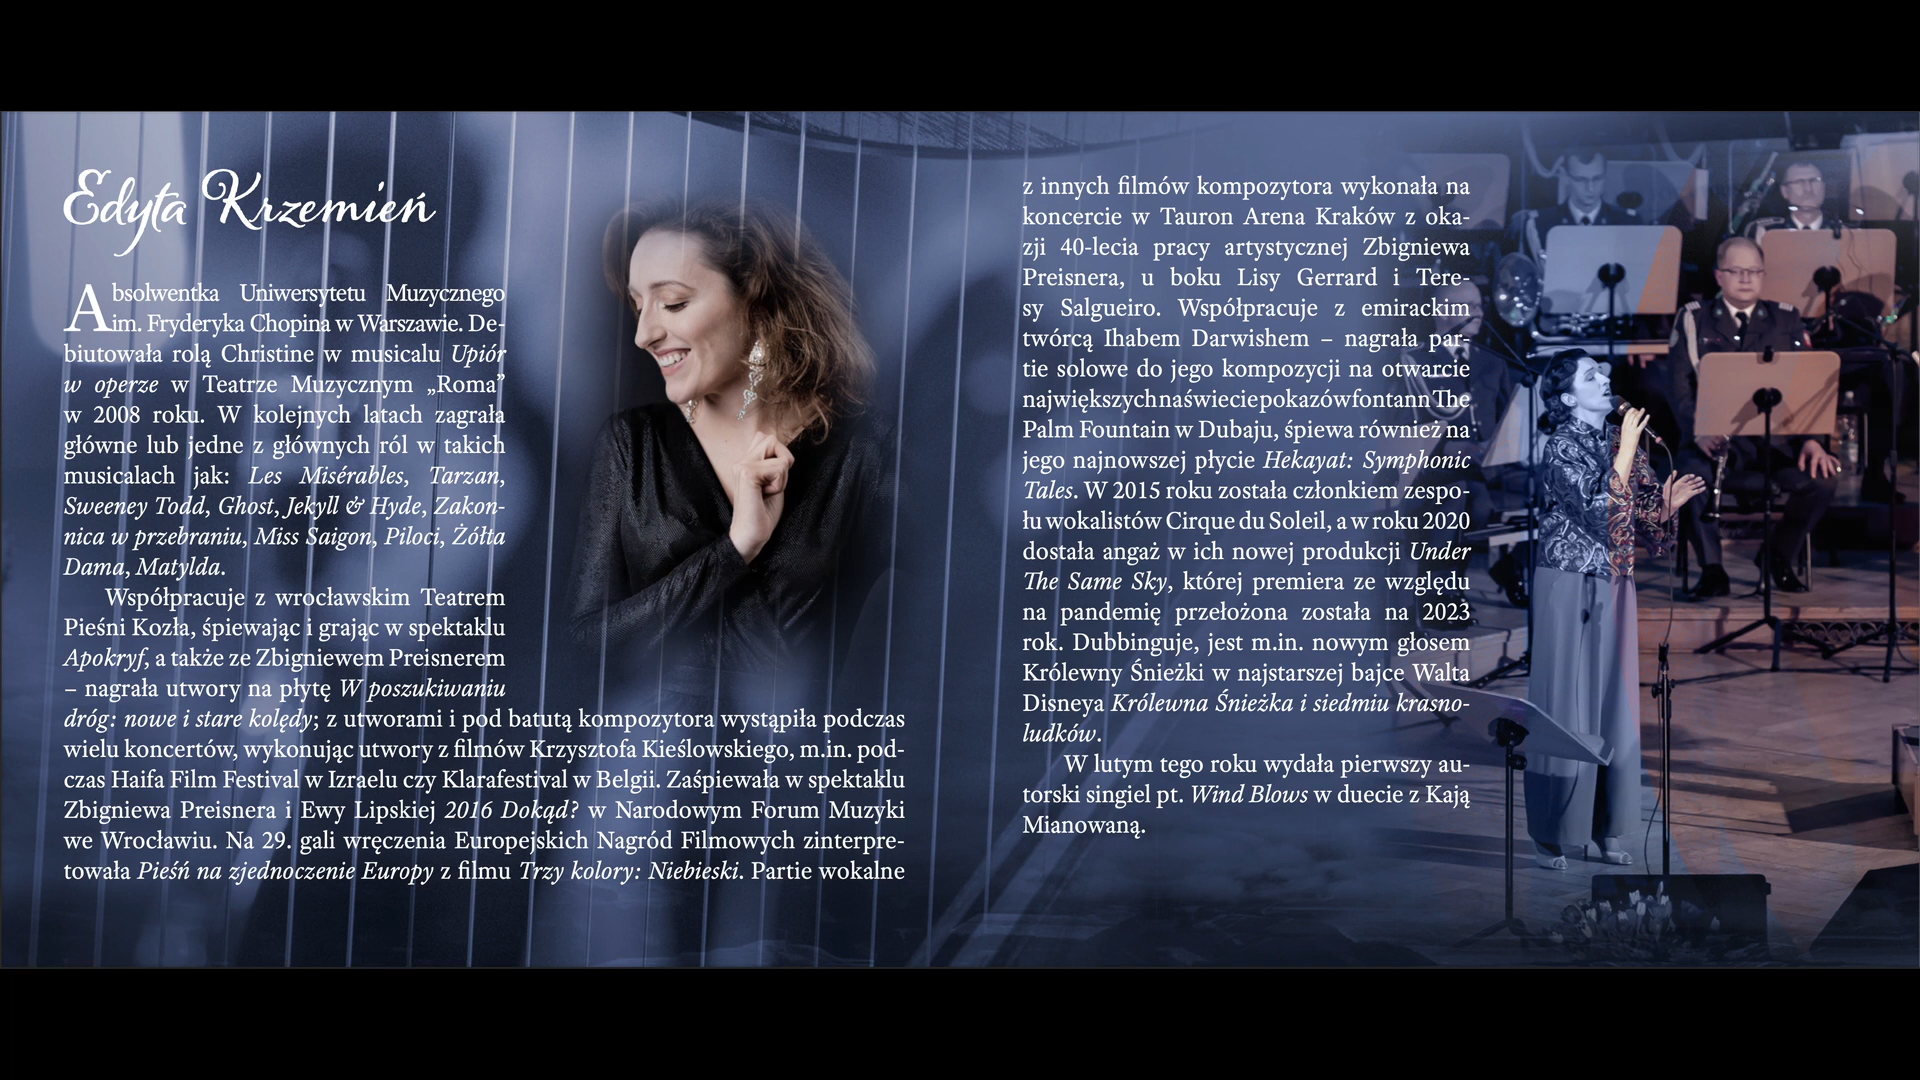 Edyta Krzemień
Absolwentka Uniwersytetu Muzycznego
im. Fryderyka Chopina w Warszawie. De-
biutowała rolą Christine w musicalu Upiór
w operze w Teatrze Muzycznym „Roma”
w 2008 roku. W kolejnych latach zagrała
główne lub jedne z głównych ról w takich
musicalach jak: Les Misérables, Tarzan,
Sweeney Todd, Ghost, Jekyll & Hyde, Zakon-
nica w przebraniu, Miss Saigon, Piloci, Żółta
Dama, Matylda.
Współpracuje z wrocławskim Teatrem
Pieśni Kozła, śpiewając i grając w spektaklu
Apokryf, a także ze Zbigniewem Preisnerem
– nagrała utwory na płytę W poszukiwaniu
dróg: nowe i stare kolędy; z utworami i pod batutą kompozytora wystąpiła podczas
wielu koncertów, wykonując utwory z filmów Krzysztofa Kieślowskiego, m.in. pod-
czas Haifa Film Festival w Izraelu czy Klarafestival w Belgii. Zaśpiewała w spektaklu
Zbigniewa Preisnera i Ewy Lipskiej 2016 Dokąd? w Narodowym Forum Muzyki
we Wrocławiu. Na 29. gali wręczenia Europejskich Nagród Filmowych zinterpre-
towała Pieśń na zjednoczenie Europy z filmu Trzy kolory: Niebieski. Partie wokalne
z innych filmów kompozytora wykonała na
koncercie w Tauron Arena Kraków z oka-
zji 40-lecia pracy artystycznej Zbigniewa
Preisnera, u boku Lisy Gerrard i Tere-
sy Salgueiro. Współpracuje z emirackim
twórcą Ihabem Darwishem – nagrała par-
tie solowe do jego kompozycji na otwarcie
największych na świecie pokazów fontann The
Palm Fountain w Dubaju, śpiewa również na
jego najnowszej płycie Hekayat: Symphonic
Tales. W 2015 roku została członkiem zespo-
łu wokalistów Cirque du Soleil, a w roku 2020
dostała angaż w ich nowej produkcji Under
The Same Sky, której premiera ze względu
na pandemię przełożona została na 2023
rok. Dubbinguje, jest m.in. nowym głosem
Królewny Śnieżki w najstarszej bajce Walta
Disneya Królewna Śnieżka i siedmiu krasno-
ludków.
W lutym tego roku wydała pierwszy au-
torski singiel pt. Wind Blows w duecie z Kają
Mianowaną.